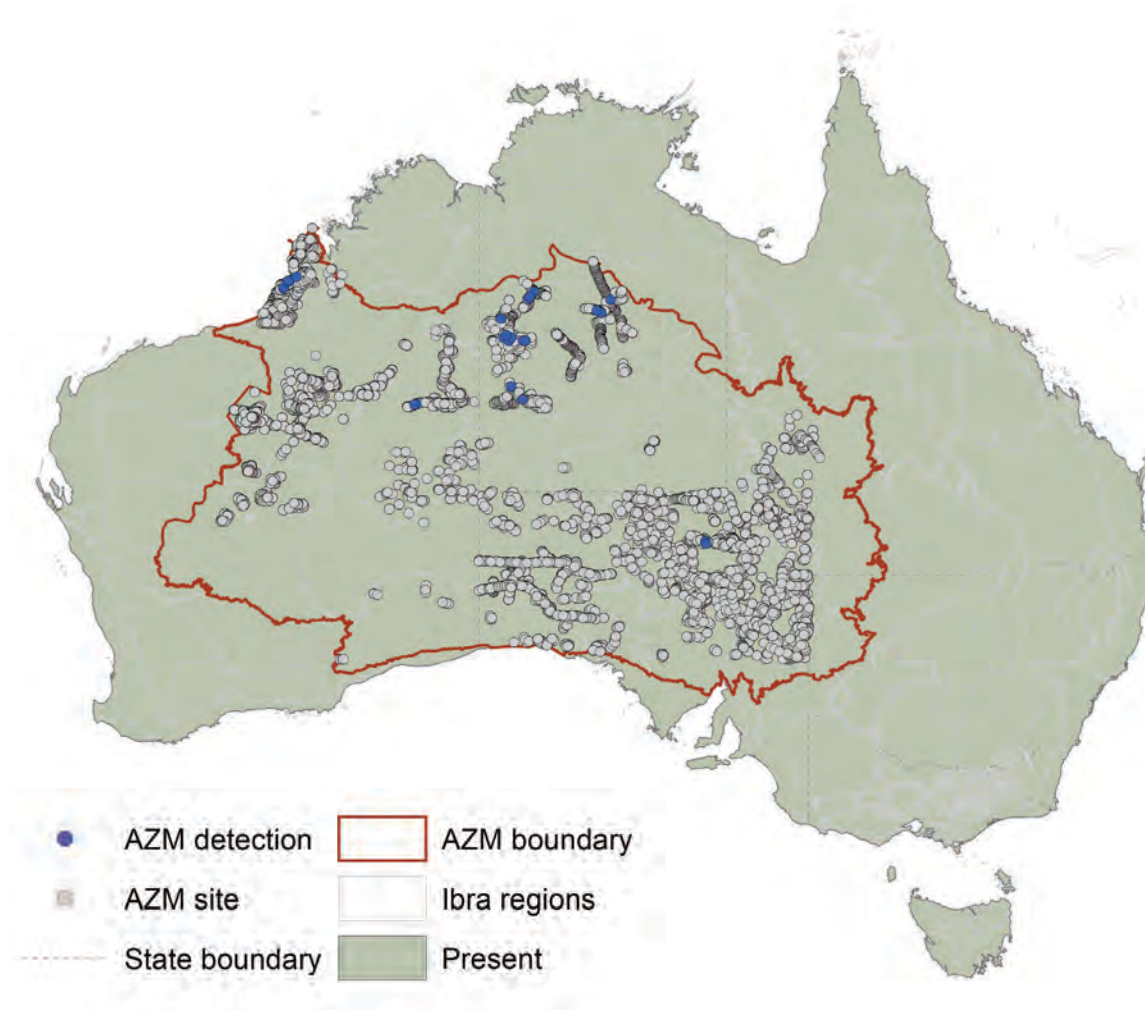 AZM detection
AZM boundary
AZM site
Ibra regions
State boundary
Present